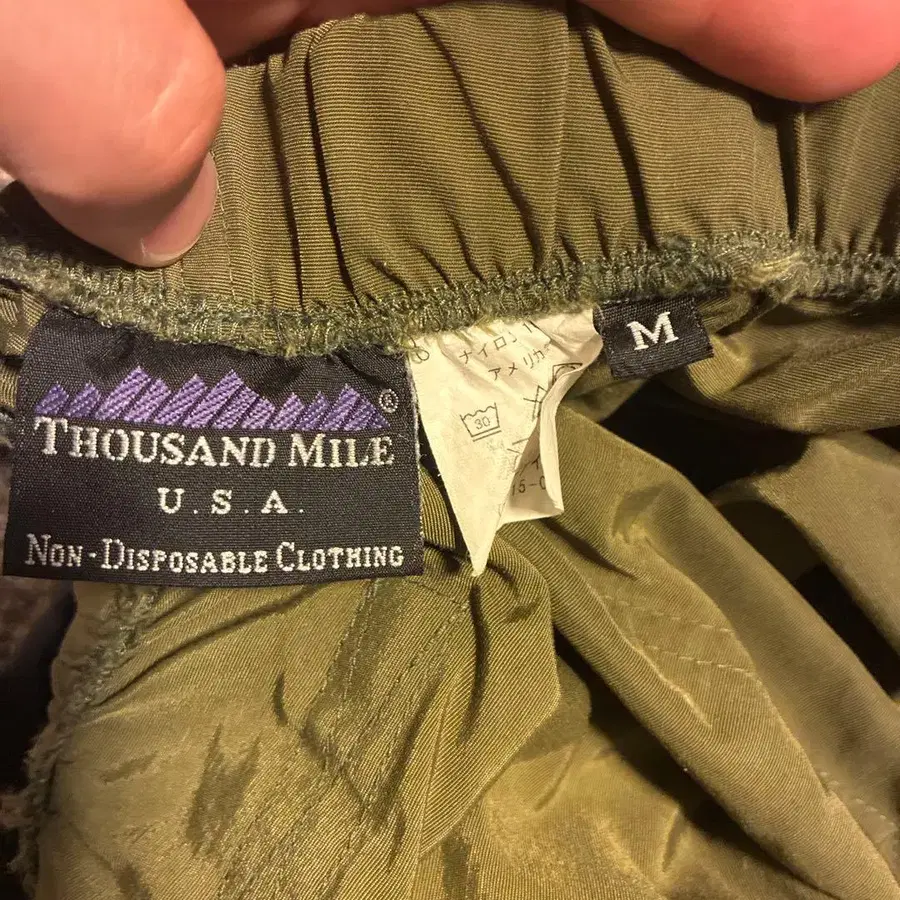 ®
THOUSAND MILE
U.S.A.
NON-DISPOSABLE CLOTHING
ナイロン
アメリカ
30
M